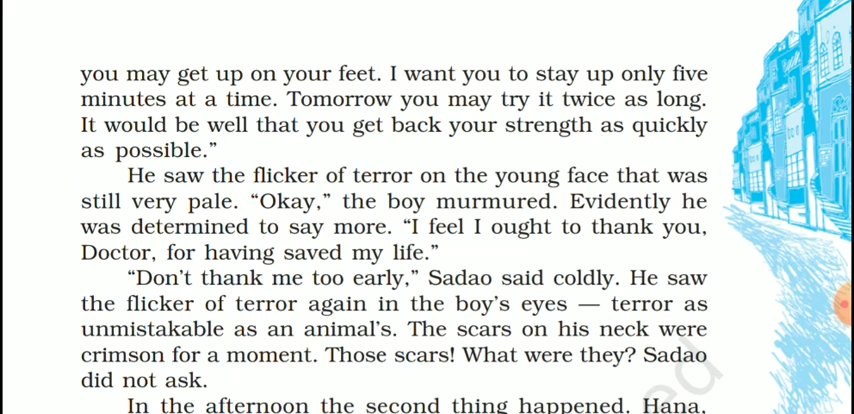 you may get up on your feet. I want you to stay up only five
minutes at a time. Tomorrow you may try it twice as long.
It would be well that you get back your strength as quickly
as possible.”
He saw the flicker of terror on the young face that was
still very pale. “Okay,” the boy murmured. Evidently he
was determined to say more. “I feel I ought to thank you,
Doctor, for having saved my life.”
“Don’t thank me too early,” Sadao said coldly. He saw
the flicker of terror again in the boy’s eyes — terror as
unmistakable as an animal’s. The scars on his neck were
crimson for a moment. Those scars! What were they? Sadao
did not ask.
In the afternoon the second thing happened. Hana,
ed